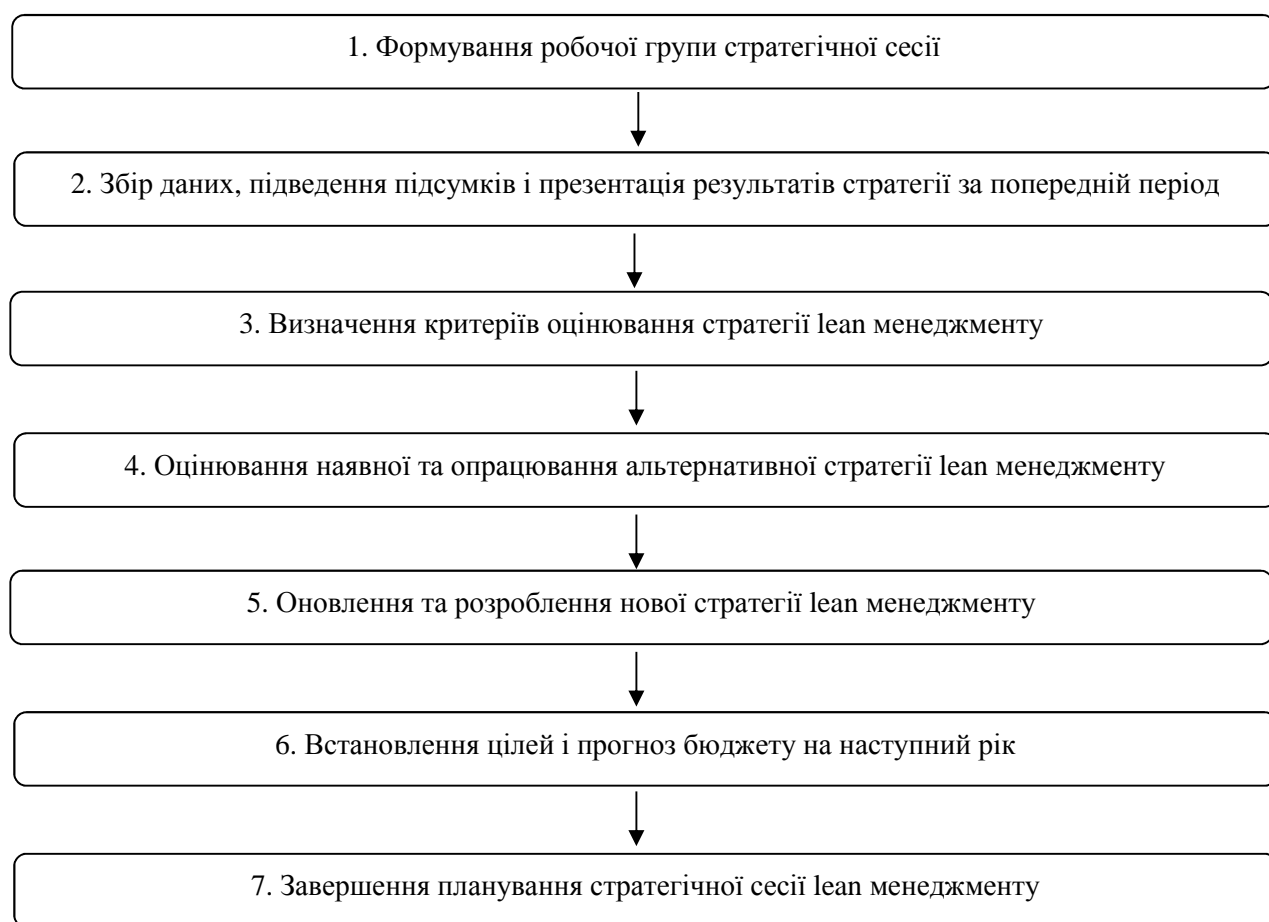 1. Формування робочої групи стратегічної сесії
2. Збір даних, підведення підсумків і презентація результатів стратегії за попередній період
3. Визначення критеріїв оцінювання стратегії lean менеджменту
4. Оцінювання наявної та опрацювання альтернативної стратегії lean менеджменту
5. Оновлення та розроблення нової стратегії lean менеджменту
6. Встановлення цілей і прогноз бюджету на наступний рік
7. Завершення планування стратегічної сесії lean менеджменту